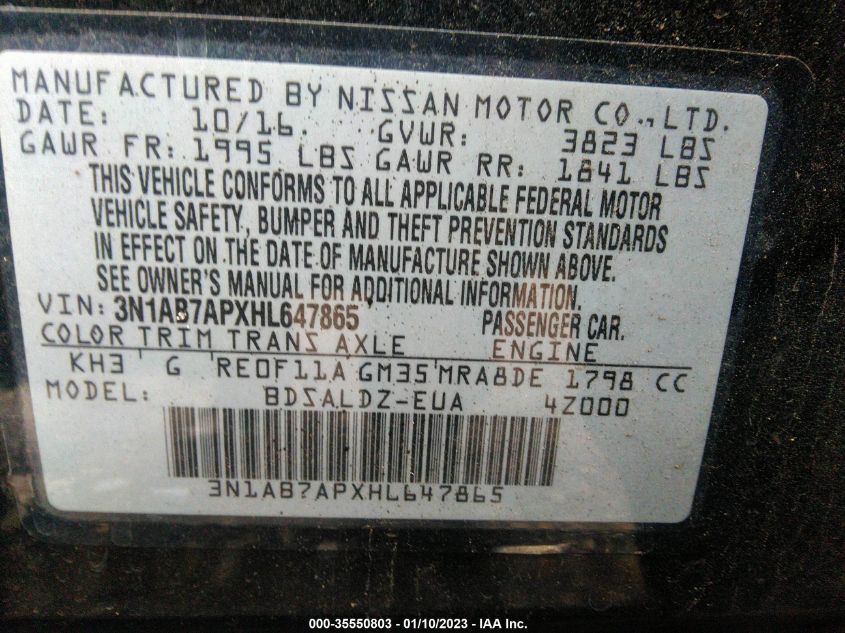 MANUFACTURED BY NISSAN MOTOR CO., LTD.
DATE: 10/16. GVWR: 3823 LBS
GAWR FR: 1995 LBS GAWR RR: 1841 LBS
THIS VEHICLE CONFORMS TO ALL APPLICABLE FEDERAL MOTOR
VEHICLE SAFETY, BUMPER AND THEFT PREVENTION STANDARDS
IN EFFECT ON THE DATE OF MANUFACTURE SHOWN ABOVE.
SEE OWNER'S MANUAL FOR ADDITIONAL INFORMATION.
VIN: 3N1AB7APXHL647865 PASSENGER CAR.
COLOR TRIM TRANS AXLE ENGINE
KH3 G RE0F11A GM35 MRA8DE 1798 CC
MODEL: BDSALDZ-EUA 4Z000
3N1AB7APXHL647865
000-35550803 - 01/10/2023 - IAA Inc.